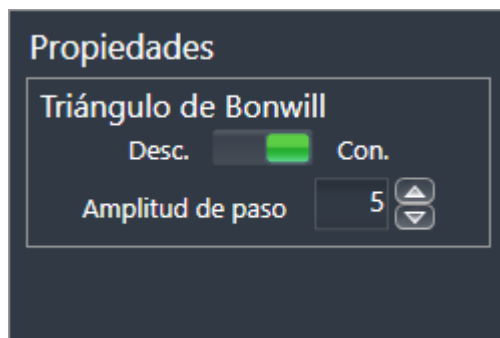 Propiedades
Triángulo de Bonwill
Desc. Con.
Amplitud de paso 5